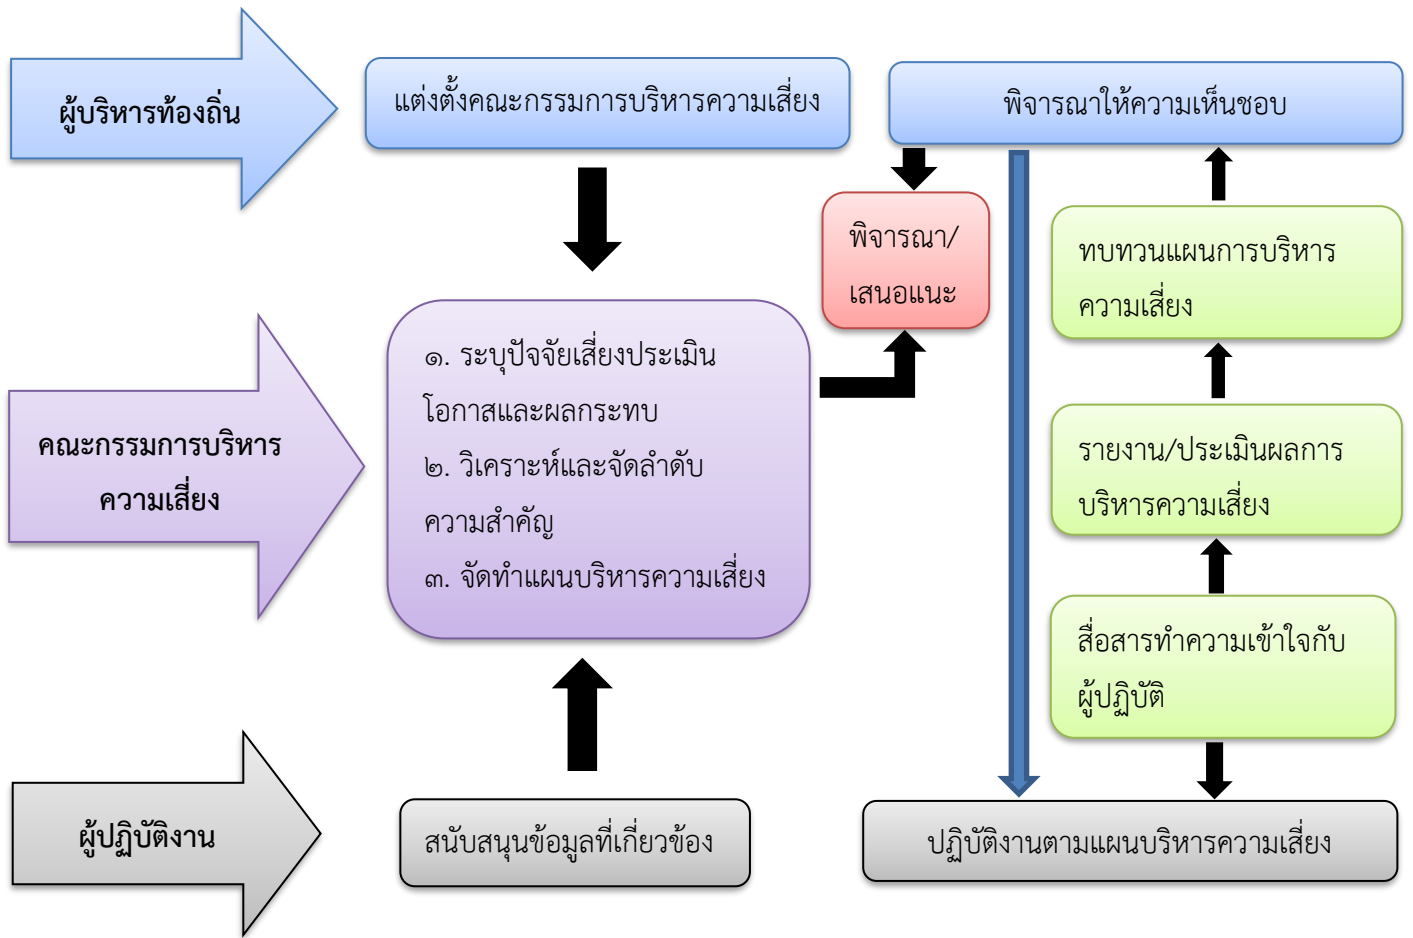 ผู้บริหารท้องถิ่น
แต่งตั้งคณะกรรมการบริหารความเสี่ยง
พิจารณาให้ความเห็นชอบ
พิจารณา/
เสนอแนะ
ทบทวนแผนการบริหาร
ความเสี่ยง
คณะกรรมการบริหาร
ความเสี่ยง
๑. ระบุปัจจัยเสี่ยงประเมิน
โอกาสและผลกระทบ
๒. วิเคราะห์และจัดลำดับ
ความสำคัญ
๓. จัดทำแผนบริหารความเสี่ยง
รายงาน/ประเมินผลการ
บริหารความเสี่ยง
สื่อสารทำความเข้าใจกับ
ผู้ปฏิบัติ
ผู้ปฏิบัติงาน
สนับสนุนข้อมูลที่เกี่ยวข้อง
ปฏิบัติงานตามแผนบริหารความเสี่ยง